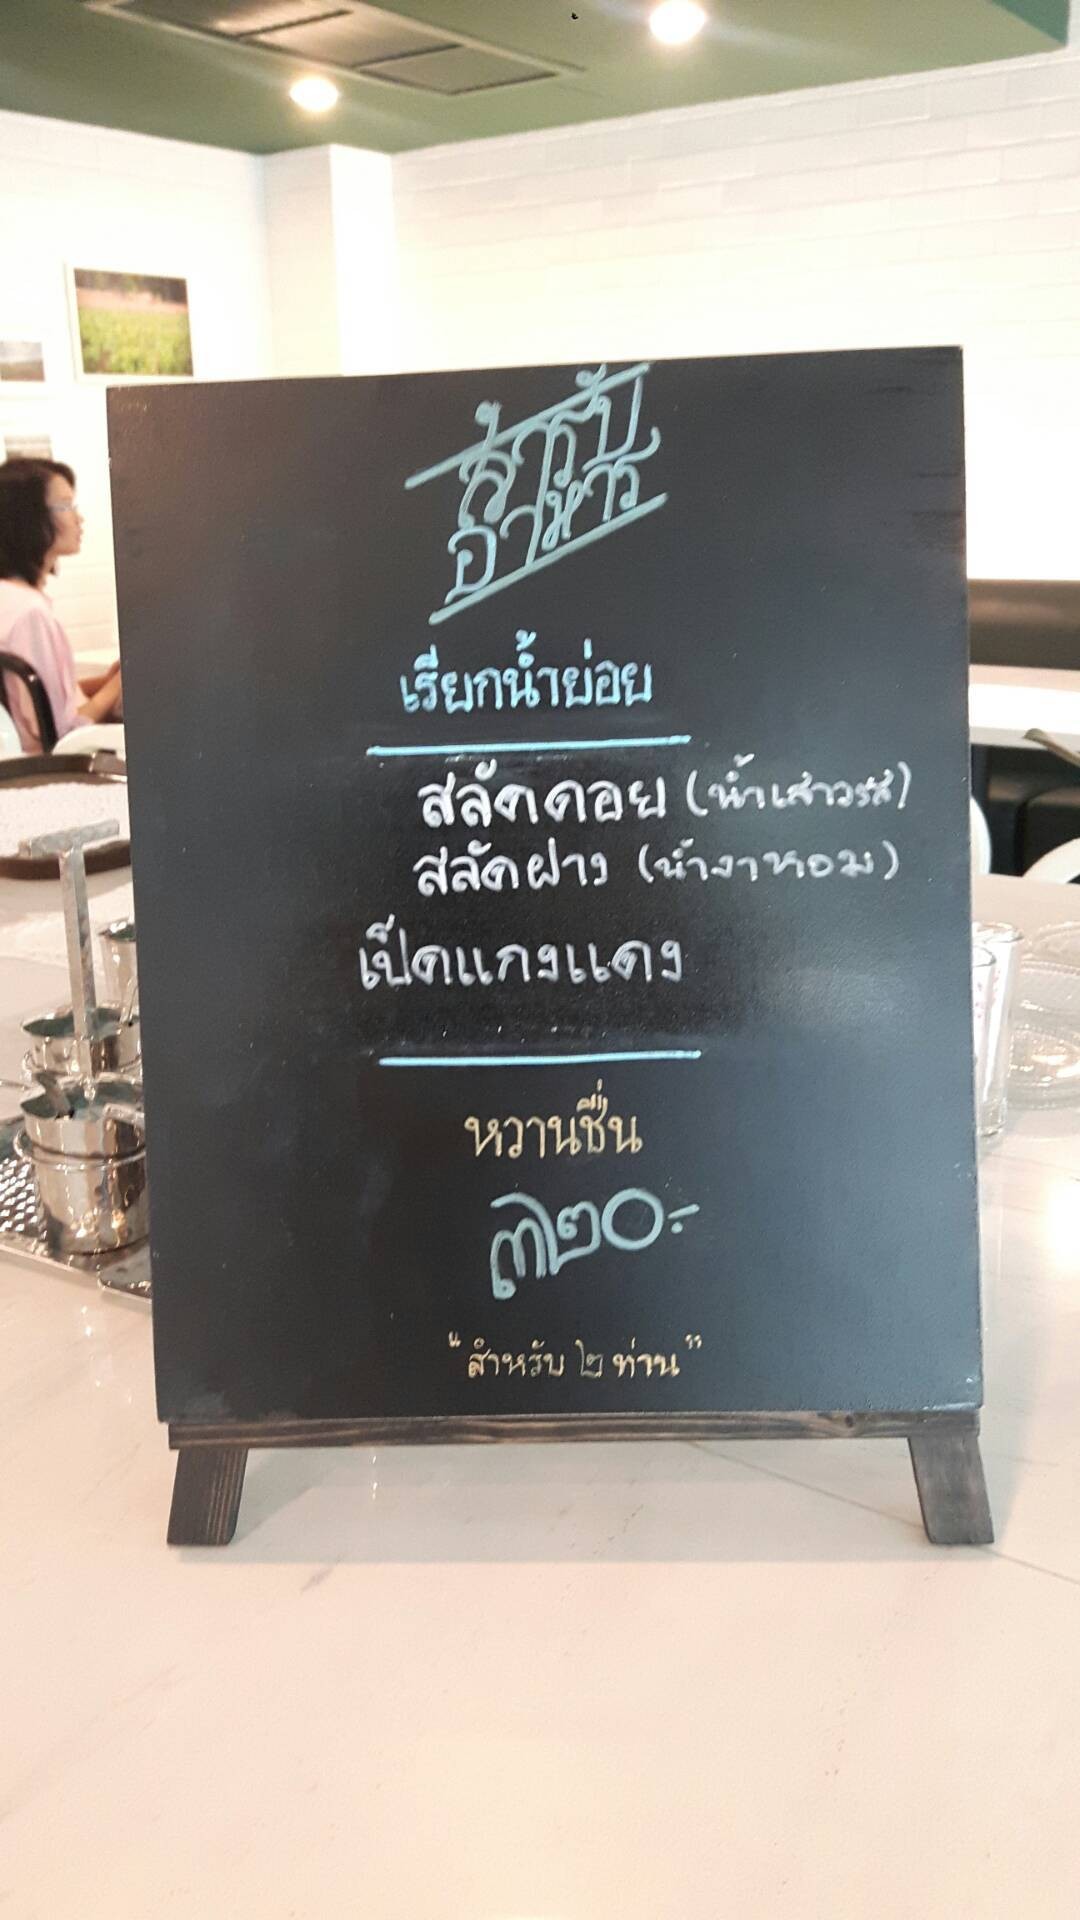 สำรับ
อาหาร
เรียกน้ำย่อย
สลัดดอย (น้ำเสาวรส)
สลัดฝาง (น้ำงาหอม)
เป็ดแกงแดง
หวานชื่น
๓๒๐.-
"สำหรับ ๒ ท่าน"